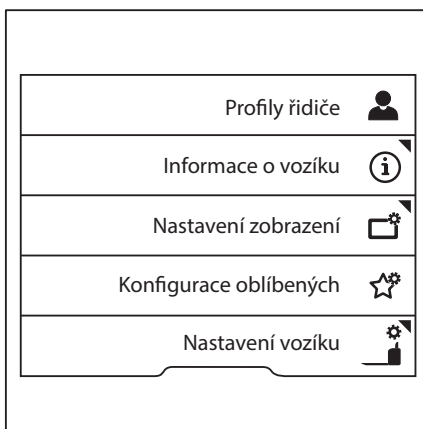 Profily řidiče
Informace o vozíku
Nastavení zobrazení
Konfigurace oblíbených
Nastavení vozíku